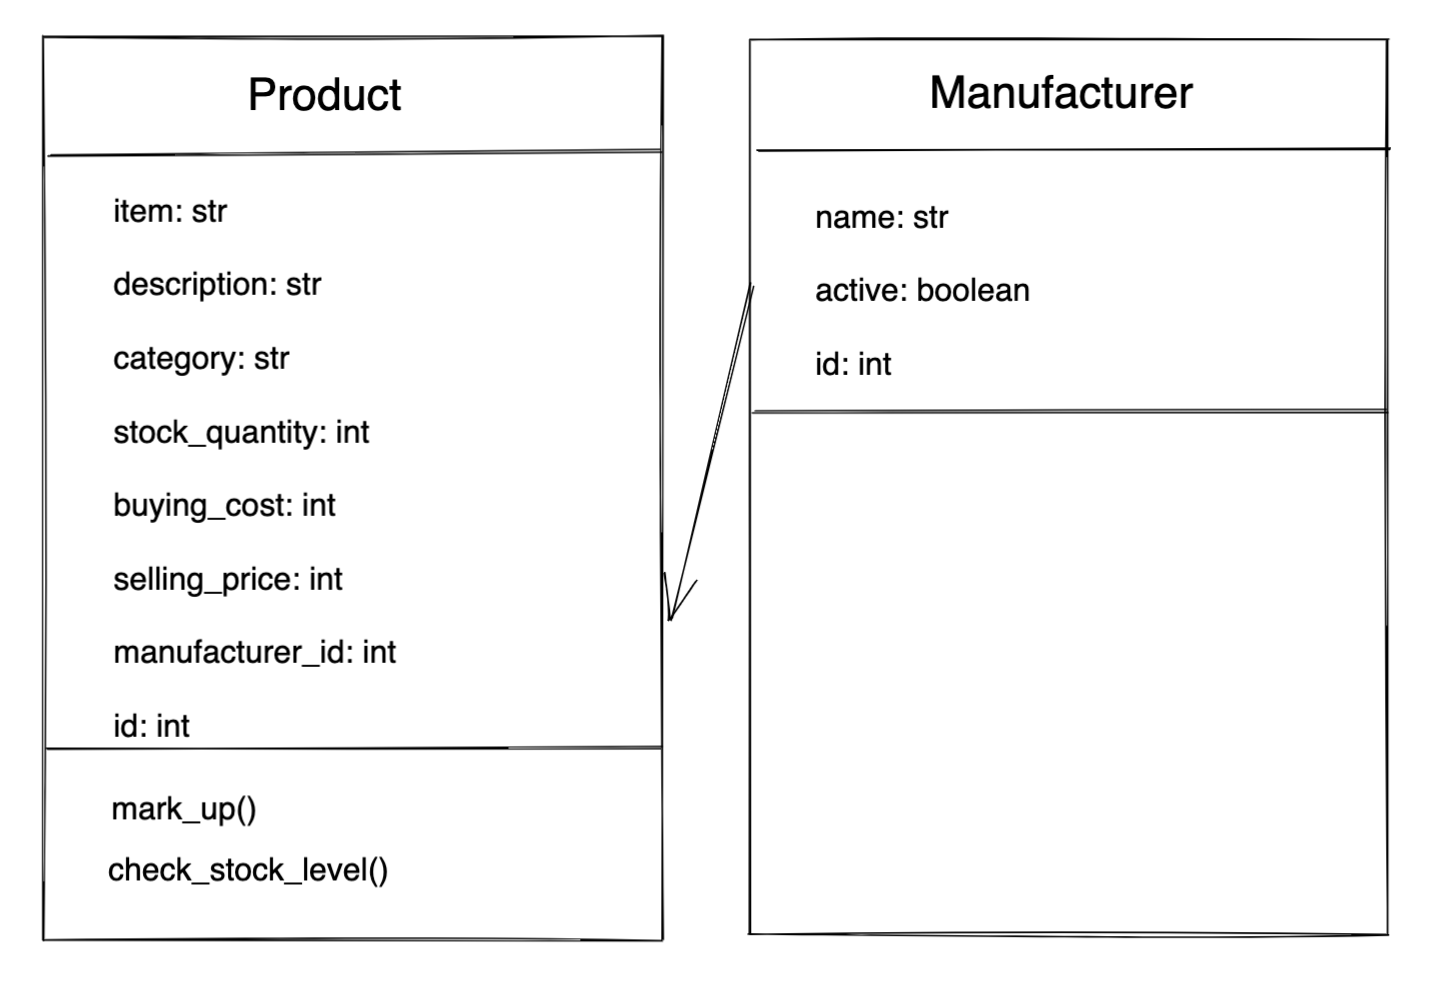 Product
item: str
description: str
category: str
stock_quantity: int
buying_cost: int
selling_price: int
manufacturer_id: int
id: int
mark_up()
check_stock_level()
Manufacturer
name: str
active: boolean
id: int